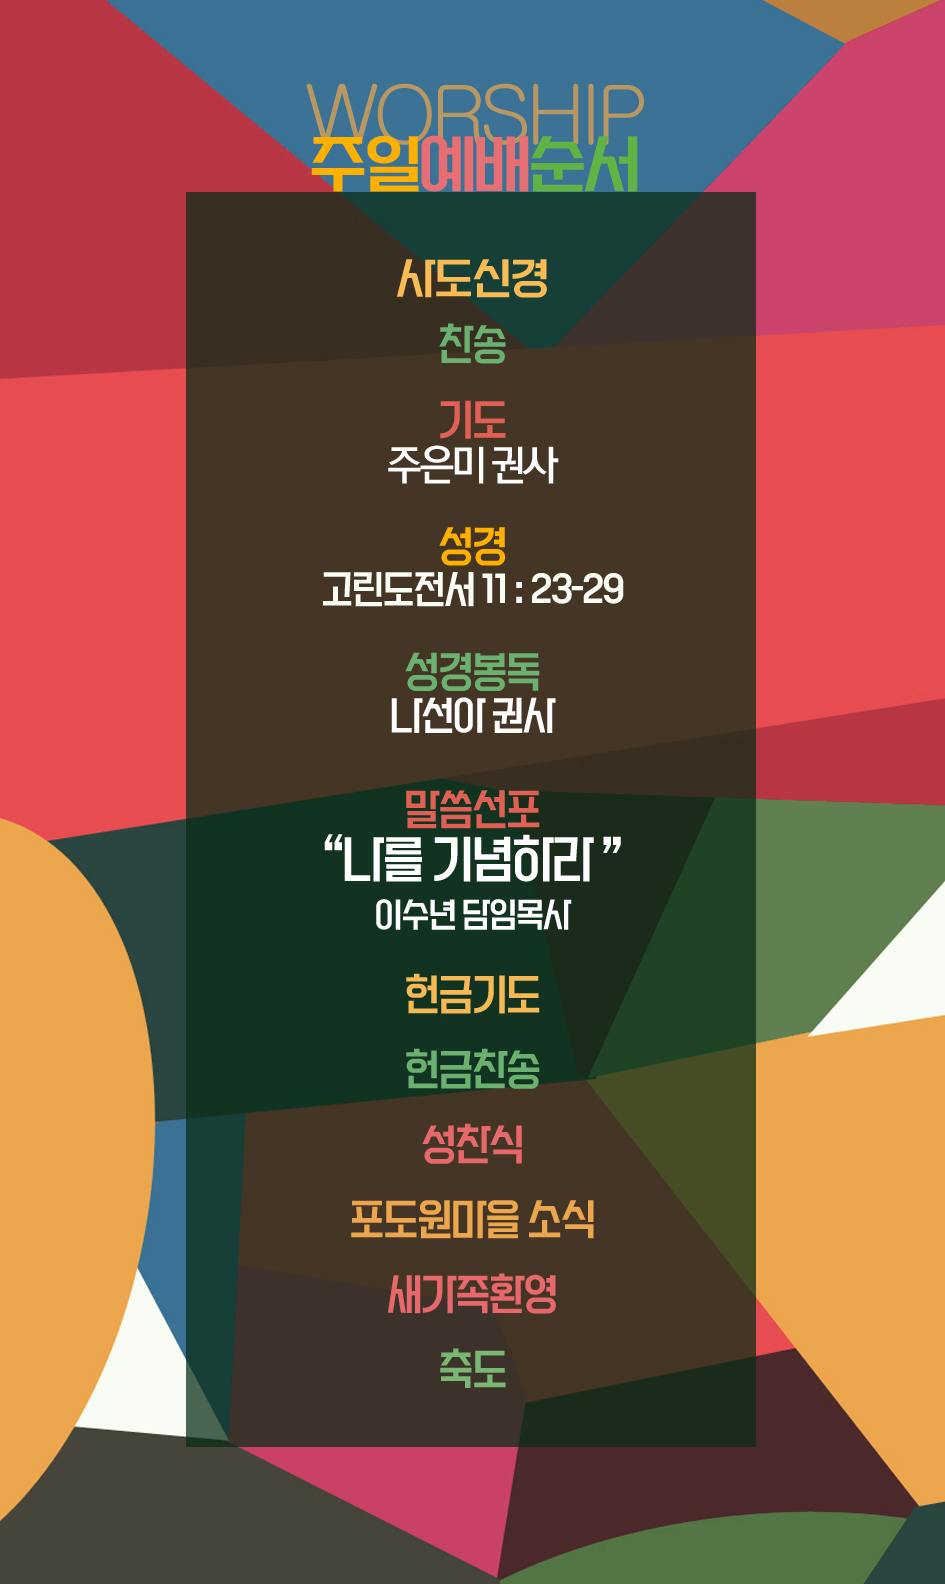 WORSHIP
주일예배순서
사도신경
찬송
기도
주은미 권사
성경
고린도전서 11 : 23-29
성경봉독
나선아 권사
말씀선포
“나를 기념하라 ”
이수년 담임목사
헌금기도
헌금찬송
성찬식
포도원마을 소식
새가족환영
축도